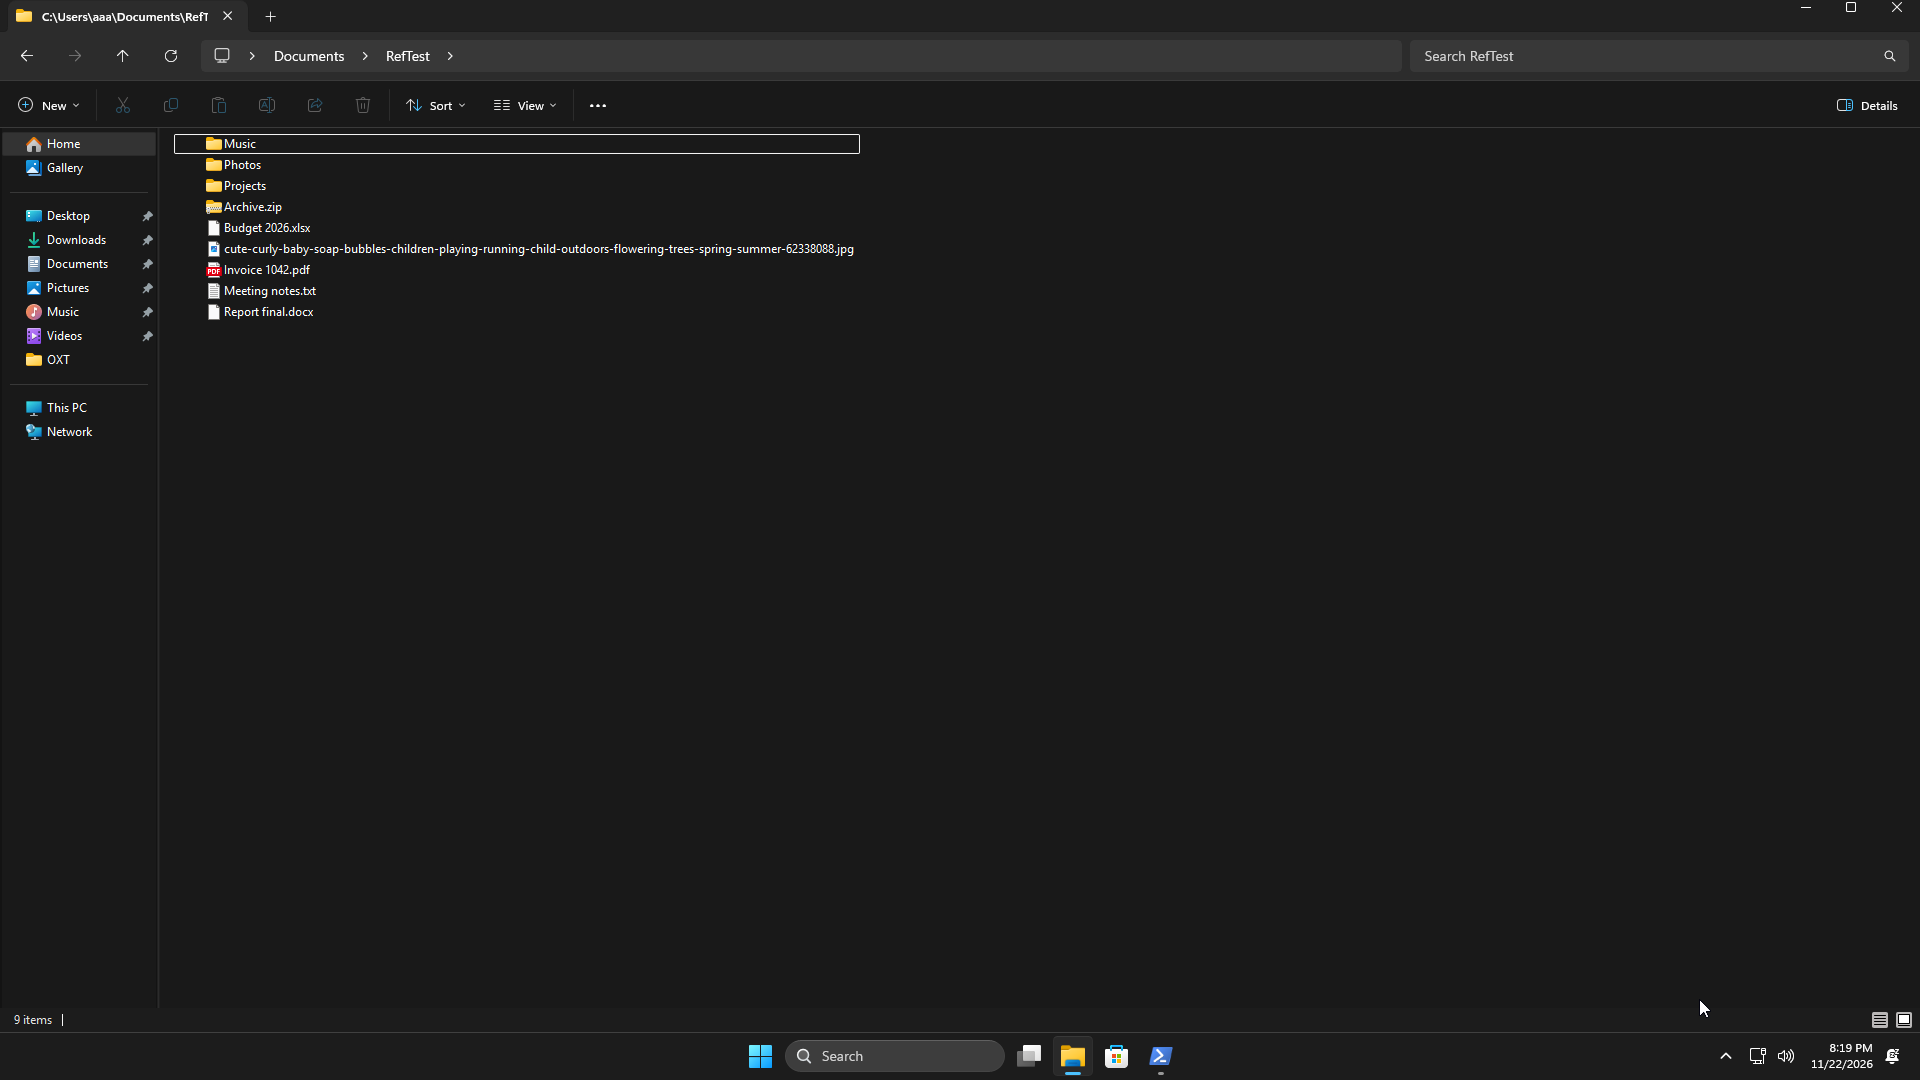 C:\Users\aaa\Documents\RefT
Documents
RefTest
Search RefTest
New
Sort
View
Details
Home
Gallery
Desktop
Downloads
Documents
Pictures
Music
Videos
OXT
This PC
Network
Music
Photos
Projects
Archive.zip
Budget 2026.xlsx
cute-curly-baby-soap-bubbles-children-playing-running-child-outdoors-flowering-trees-spring-summer-62338088.jpg
PDF Invoice 1042.pdf
Meeting notes.txt
Report final.docx
9 items
Search
8:19 PM
11/22/2026